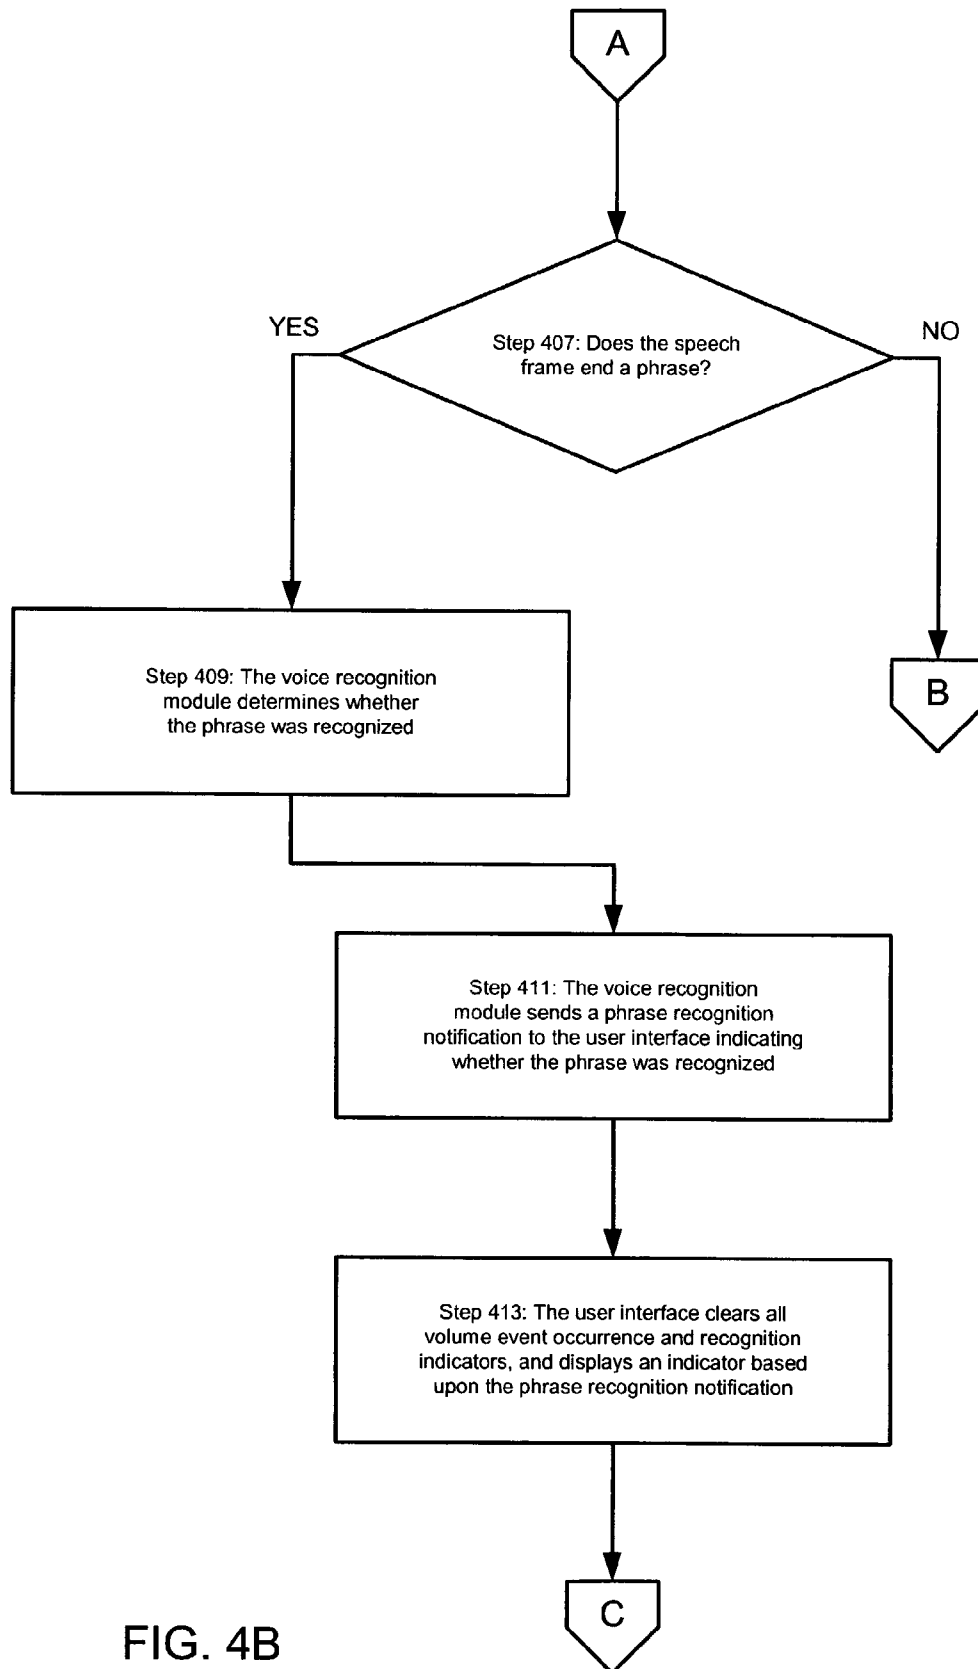 A
YES
NO
Step 407: Does the speech
frame end a phrase?
Step 409: The voice recognition
module determines whether
the phrase was recognized
B
Step 411: The voice recognition
module sends a phrase recognition
notification to the user interface indicating
whether the phrase was recognized
Step 413: The user interface clears all
volume event occurrence and recognition
indicators, and displays an indicator based
upon the phrase recognition notification
C
FIG. 4B